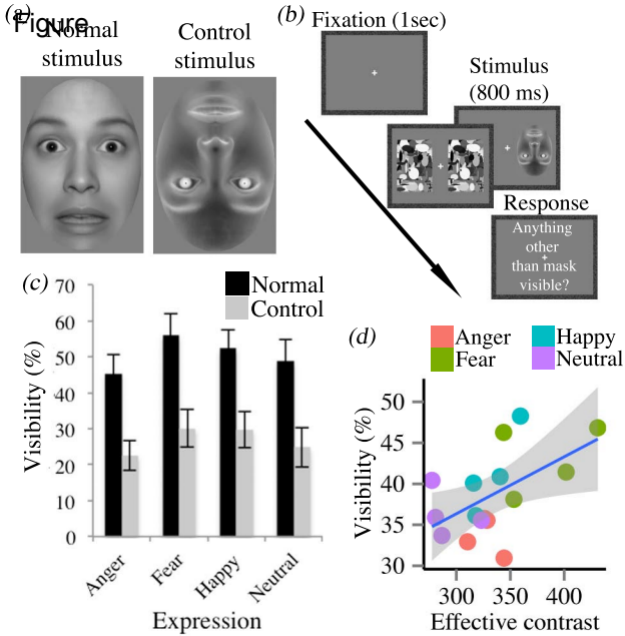 (a)
Figure
Normal
stimulus
Control
stimulus
(b) Fixation (1sec)
Stimulus
(800 ms)
Response
Anything
other
than mask
visible?
(c)
Normal
Control
70
60
50
40
30
20
10
0
Visibility (%)
Anger
Fear
Happy
Neutral
Expression
(d)
Anger
Fear
Happy
Neutral
50
45
40
35
30
Visibility (%)
300 350 400
Effective contrast